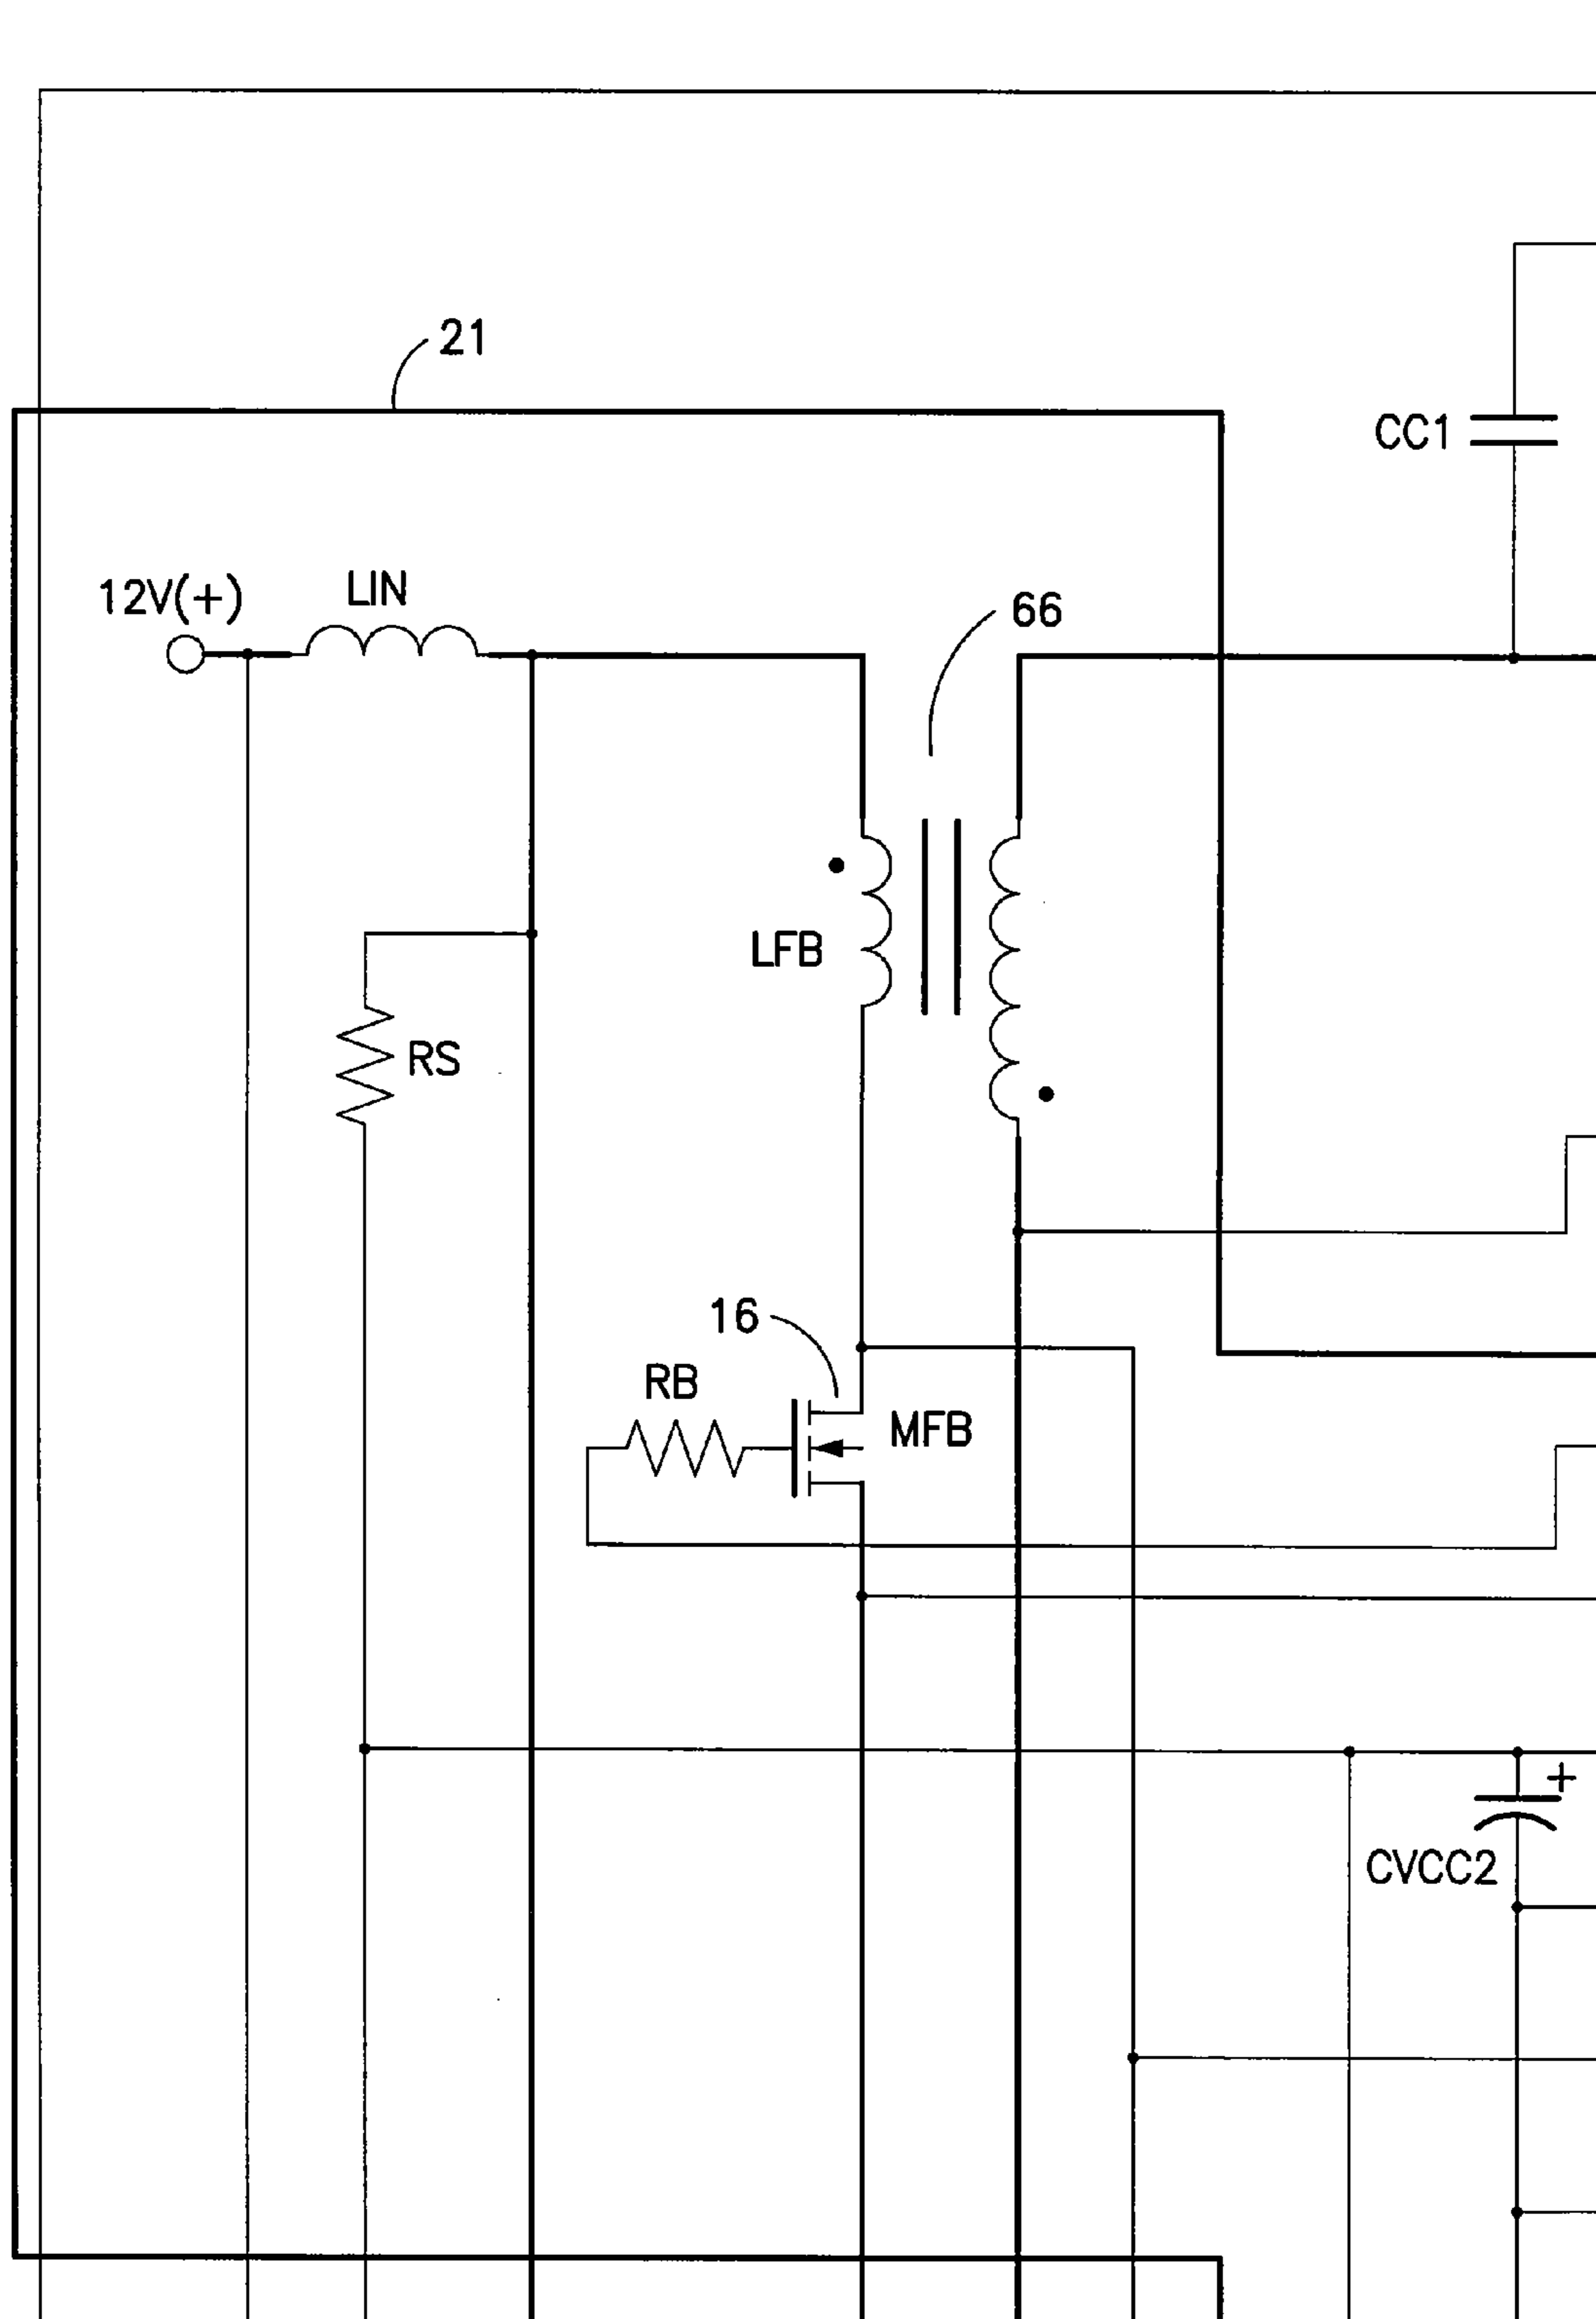 21
CC1
12V(+)
LIN
66
LFB
RS
16
RB
MFB
+
CVCC2